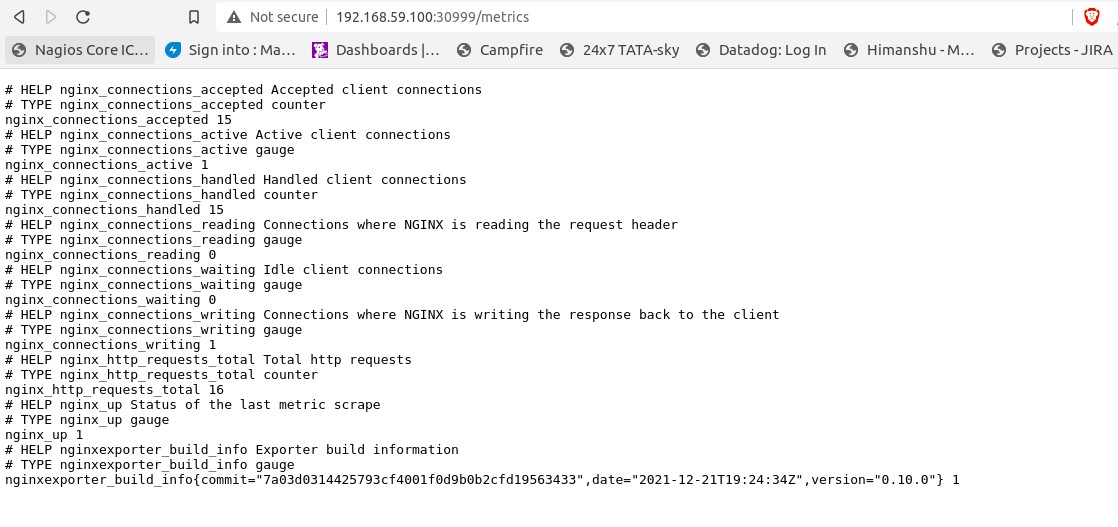 Not secure 192.168.59.100:30999/metrics
Nagios Core IC... Sign into : Ma... Dashboards |... Campfire 24x7 TATA-sky Datadog: Log In Himanshu - M... Projects - JIRA
# HELP nginx_connections_accepted Accepted client connections
# TYPE nginx_connections_accepted counter
nginx_connections_accepted 15
# HELP nginx_connections_active Active client connections
# TYPE nginx_connections_active gauge
nginx_connections_active 1
# HELP nginx_connections_handled Handled client connections
# TYPE nginx_connections_handled counter
nginx_connections_handled 15
# HELP nginx_connections_reading Connections where NGINX is reading the request header
# TYPE nginx_connections_reading gauge
nginx_connections_reading 0
# HELP nginx_connections_waiting Idle client connections
# TYPE nginx_connections_waiting gauge
nginx_connections_waiting 0
# HELP nginx_connections_writing Connections where NGINX is writing the response back to the client
# TYPE nginx_connections_writing gauge
nginx_connections_writing 1
# HELP nginx_http_requests_total Total http requests
# TYPE nginx_http_requests_total counter
nginx_http_requests_total 16
# HELP nginx_up Status of the last metric scrape
# TYPE nginx_up gauge
nginx_up 1
# HELP nginxexporter_build_info Exporter build information
# TYPE nginxexporter_build_info gauge
nginxexporter_build_info{commit="7a03d0314425793cf4001f0d9b0b2cfd19563433",date="2021-12-21T19:24:34Z",version="0.10.0"} 1